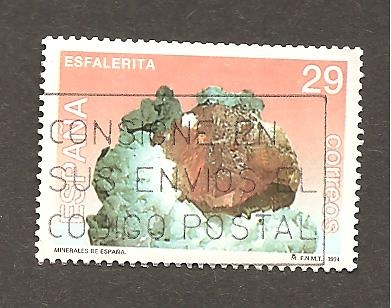 ESFALERITA
29
ESPAÑA
correos
CONSIGNE EN
SUS ENVIOS EL
CODIGO POSTAL
MINERALES DE ESPAÑA.
F.N.M.T. 1994